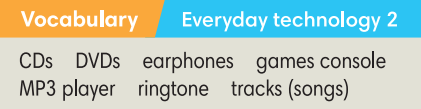 Vocabulary Everyday technology 2
CDs DVDs earphones games console
MP3 player ringtone tracks (songs)